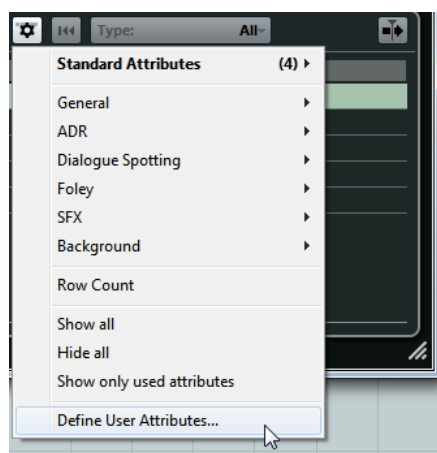 Type: All
Standard Attributes (4)
General
ADR
Dialogue Spotting
Foley
SFX
Background
Row Count
Show all
Hide all
Show only used attributes
Define User Attributes...